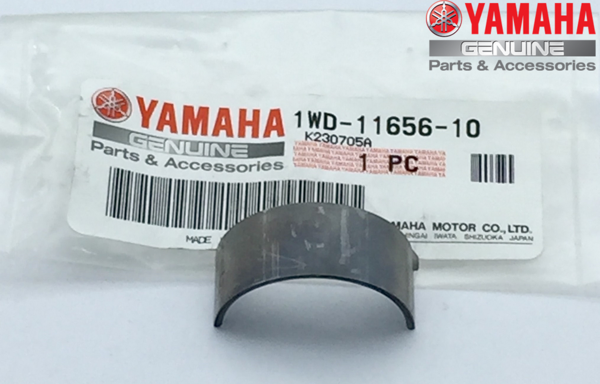 YAMAHA
GENUINE
Parts & Accessories
YAMAHA 1WD-11656-10
GENUINE K230705A
Parts & Accessories 1 PC
MADE
MAHA MOTOR CO.,LTD.
IWATA, SHIZUOKA JAPAN